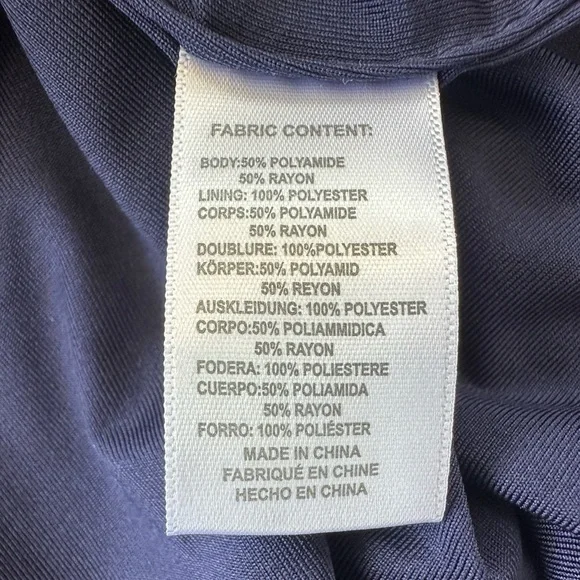 FABRIC CONTENT:
BODY:50% POLYAMIDE
50% RAYON
LINING: 100% POLYESTER
CORPS:50% POLYAMIDE
50% RAYON
DOUBLURE: 100%POLYESTER
KÖRPER:50% POLYAMID
50% REYON
AUSKLEIDUNG: 100% POLYESTER
CORPO:50% POLIAMMIDICA
50% RAYON
FODERA: 100% POLIESTERE
CUERPO:50% POLIAMIDA
50% RAYON
FORRO: 100% POLIÉSTER
MADE IN CHINA
FABRIQUÉ EN CHINE
HECHO EN CHINA